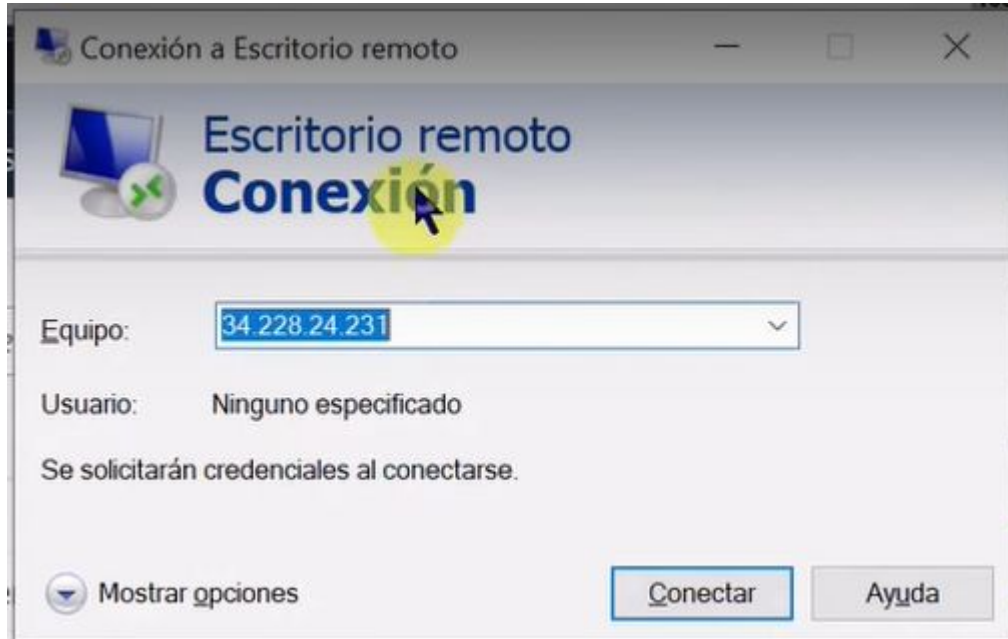 Conexión a Escritorio remoto
Escritorio remoto
Conexión
Equipo: 34.228.24.231
Usuario: Ninguno especificado
Se solicitarán credenciales al conectarse.
Mostrar opciones Conectar Ayuda